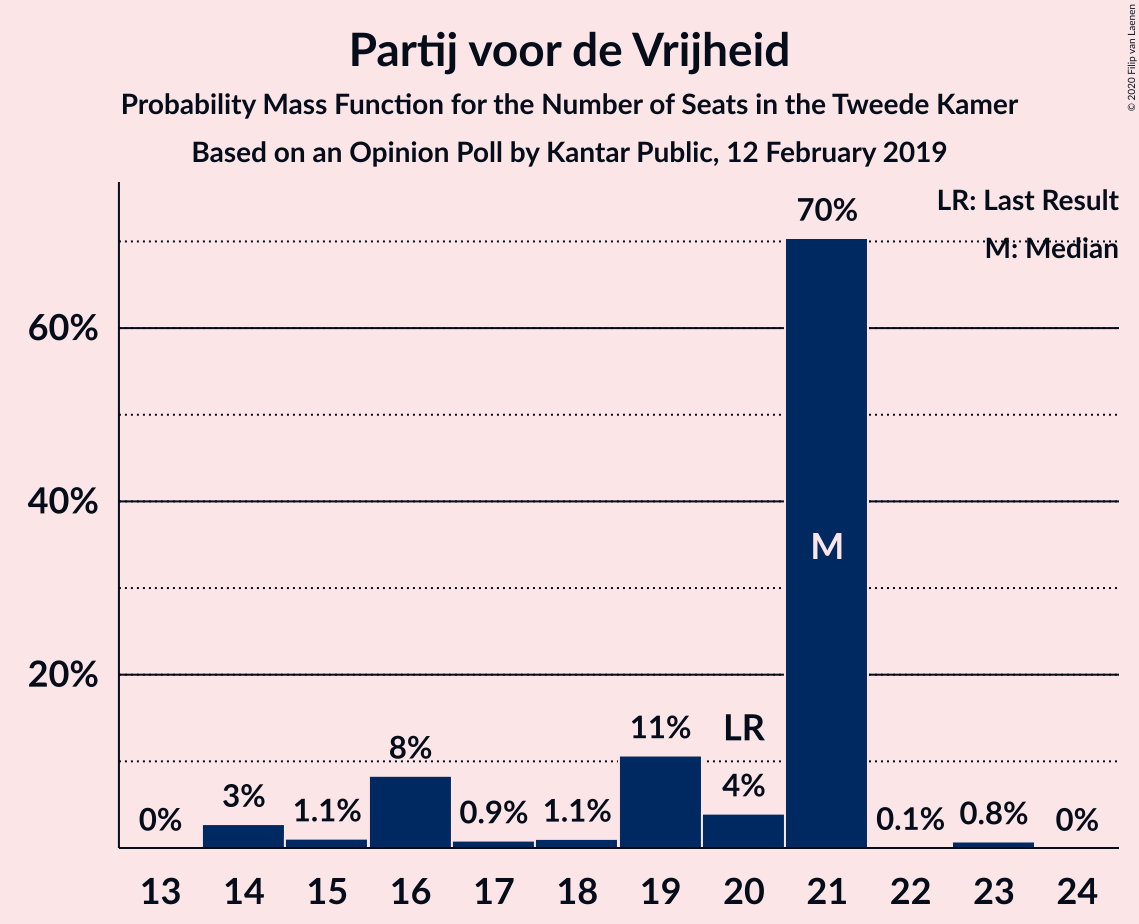 Partij voor de Vrijheid
Probability Mass Function for the Number of Seats in the Tweede Kamer
Based on an Opinion Poll by Kantar Public, 12 February 2019
© 2020 Filip van Laenen
LR: Last Result
M: Median
60%
40%
20%
0%
3%
1.1%
8%
0.9%
1.1%
11%
LR
4%
70%
M
0.1%
0.8%
0%
13 14 15 16 17 18 19 20 21 22 23 24